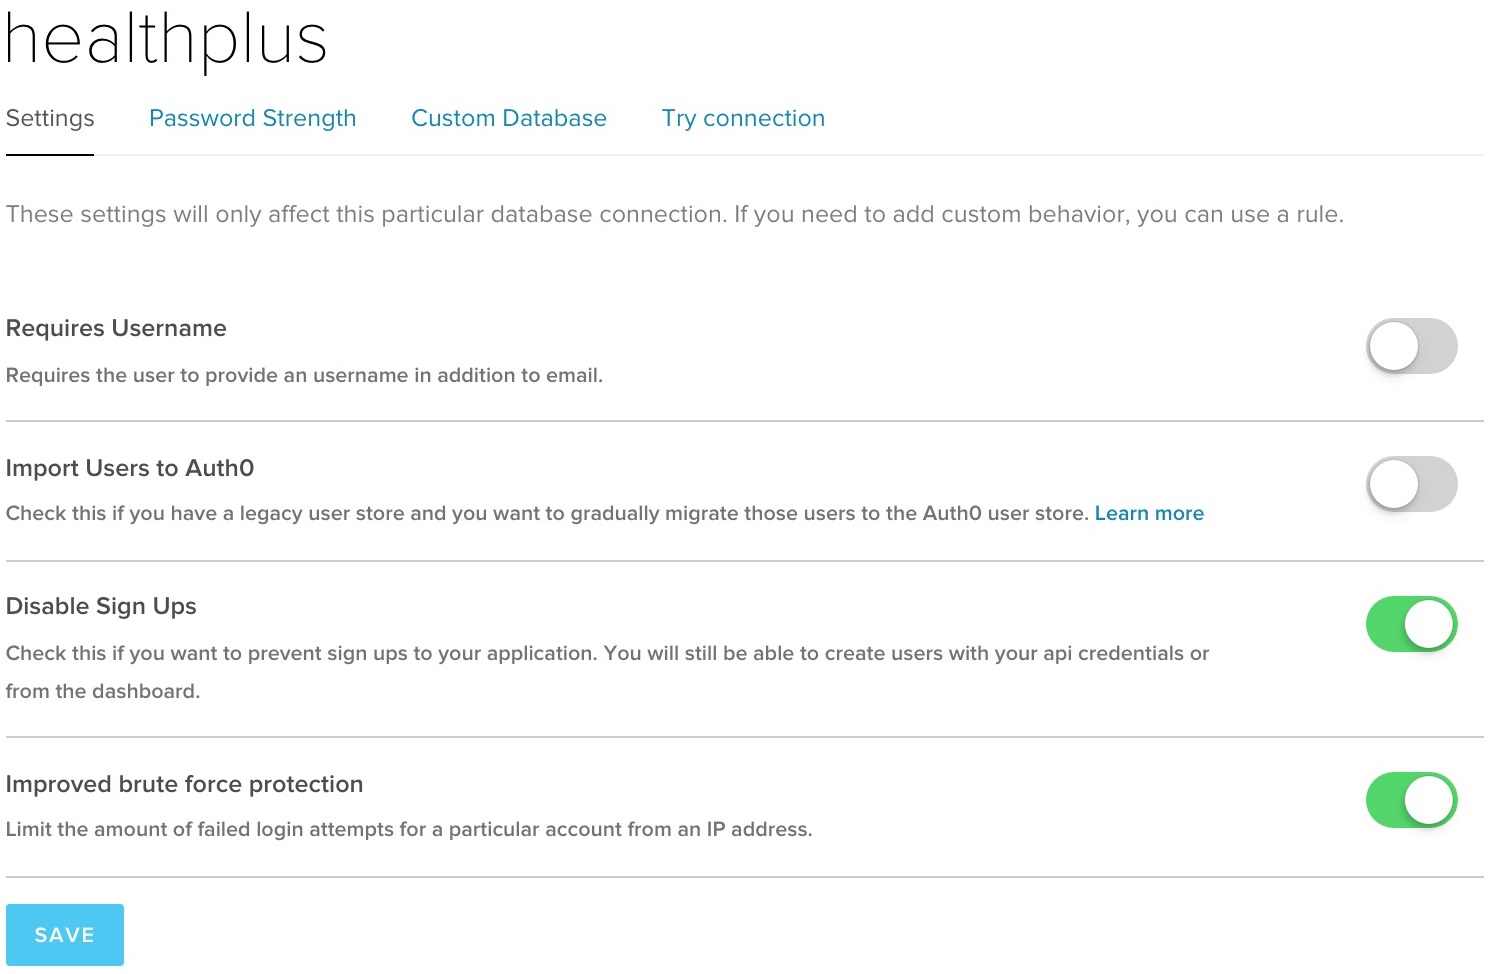 healthplus
Settings Password Strength Custom Database Try connection
These settings will only affect this particular database connection. If you need to add custom behavior, you can use a rule.
Requires Username
Requires the user to provide an username in addition to email.
Import Users to Auth0
Check this if you have a legacy user store and you want to gradually migrate those users to the Auth0 user store. Learn more
Disable Sign Ups
Check this if you want to prevent sign ups to your application. You will still be able to create users with your api credentials or
from the dashboard.
Improved brute force protection
Limit the amount of failed login attempts for a particular account from an IP address.
SAVE